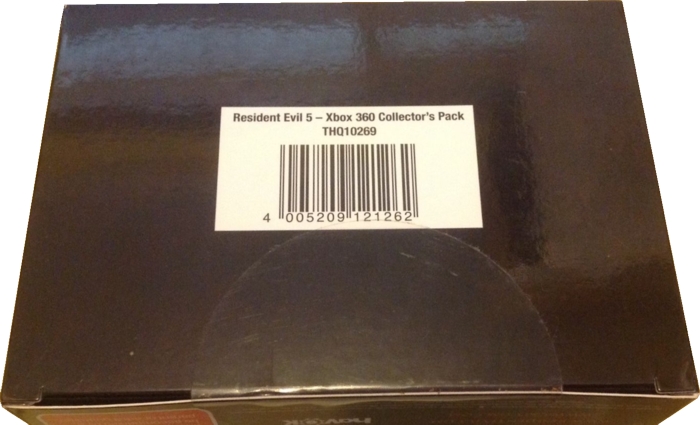 Resident Evil 5 – Xbox 360 Collector's Pack
THQ10269
4 005209 121262